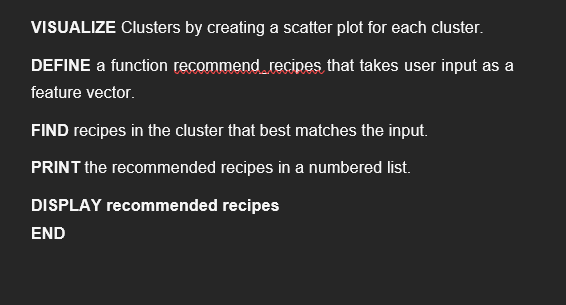 VISUALIZE Clusters by creating a scatter plot for each cluster.
DEFINE a function recommend_recipes that takes user input as a
feature vector.
FIND recipes in the cluster that best matches the input.
PRINT the recommended recipes in a numbered list.
DISPLAY recommended recipes
END